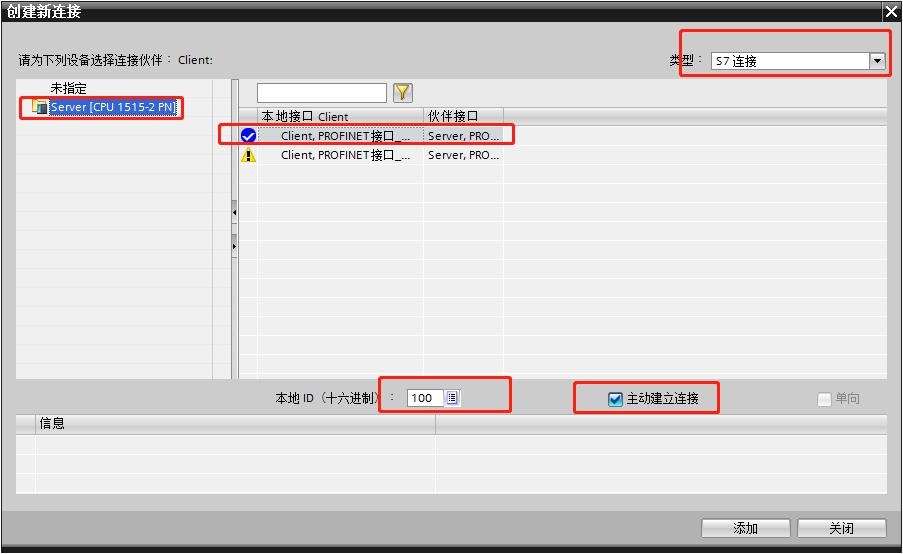 创建新连接
请为下列设备选择连接伙伴： Client:
类型： S7 连接
未指定
Server [CPU 1515-2 PN]
本地接口 Client 伙伴接口
Client, PROFINET接口_... Server, PRO...
Client, PROFINET接口_... Server, PRO...
本地 ID（十六进制）： 100 主动建立连接 单向
信息
添加 关闭